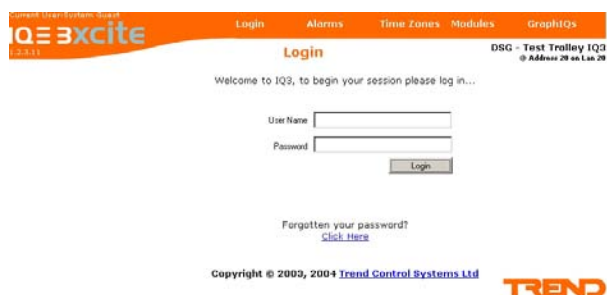 Current User: System Guest
IQ3 3XCITE
1.2.3.11
Login Alarms Time Zones Modules GraphIQs
Login
DSG - Test Trolley IQ3
@ Address 20 on Lan 20
Welcome to IQ3, to begin your session please log in...
User Name
Password
Login
Forgotten your password?
Click Here
Copyright © 2003, 2004 Trend Control Systems Ltd
TREND